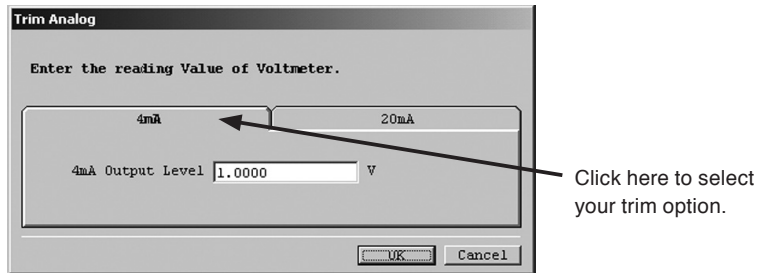 Trim Analog
Enter the reading Value of Voltmeter.
4mA 20mA
4mA Output Level 1.0000 V
Click here to select
your trim option.
OK Cancel